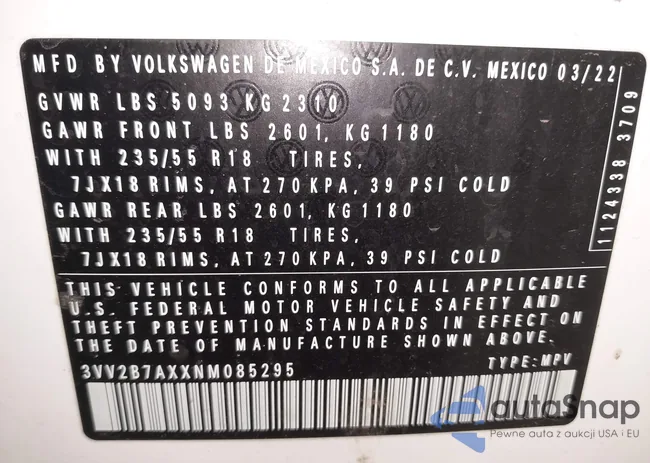 MFD BY VOLKSWAGEN DE MEXICO S.A. DE C.V. MEXICO 03/22
GVWR LBS 5093 KG 2310
GAWR FRONT LBS 2601, KG 1180
WITH 235/55 R18 TIRES,
7JX18 RIMS, AT 270 KPA, 39 PSI COLD
GAWR REAR LBS 2601, KG 1180
WITH 235/55 R18 TIRES,
7JX18 RIMS, AT 270 KPA, 39 PSI COLD
1124338 3709
THIS VEHICLE CONFORMS TO ALL APPLICABLE
U.S. FEDERAL MOTOR VEHICLE SAFETY AND
THEFT PREVENTION STANDARDS IN EFFECT ON
THE DATE OF MANUFACTURE SHOWN ABOVE.
3VV2B7AXXNM085295 TYPE: MPV
autoSnap
Pewne auta z aukcji USA i EU